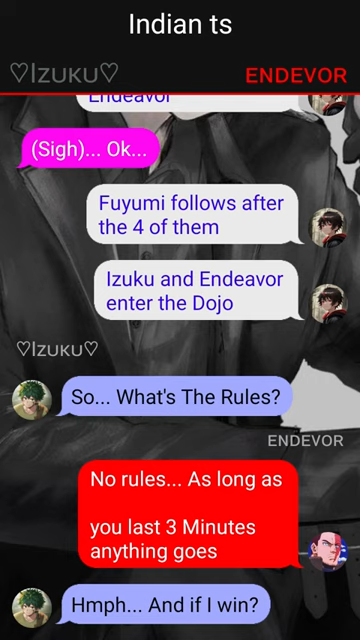 Indian ts
♡Izuku♡
ENDEVOR
Endeavor
(Sigh)... Ok...
Fuyumi follows after
the 4 of them
Izuku and Endeavor
enter the Dojo
♡Izuku♡
So... What's The Rules?
ENDEVOR
No rules... As long as
you last 3 Minutes
anything goes
Hmph... And if I win?